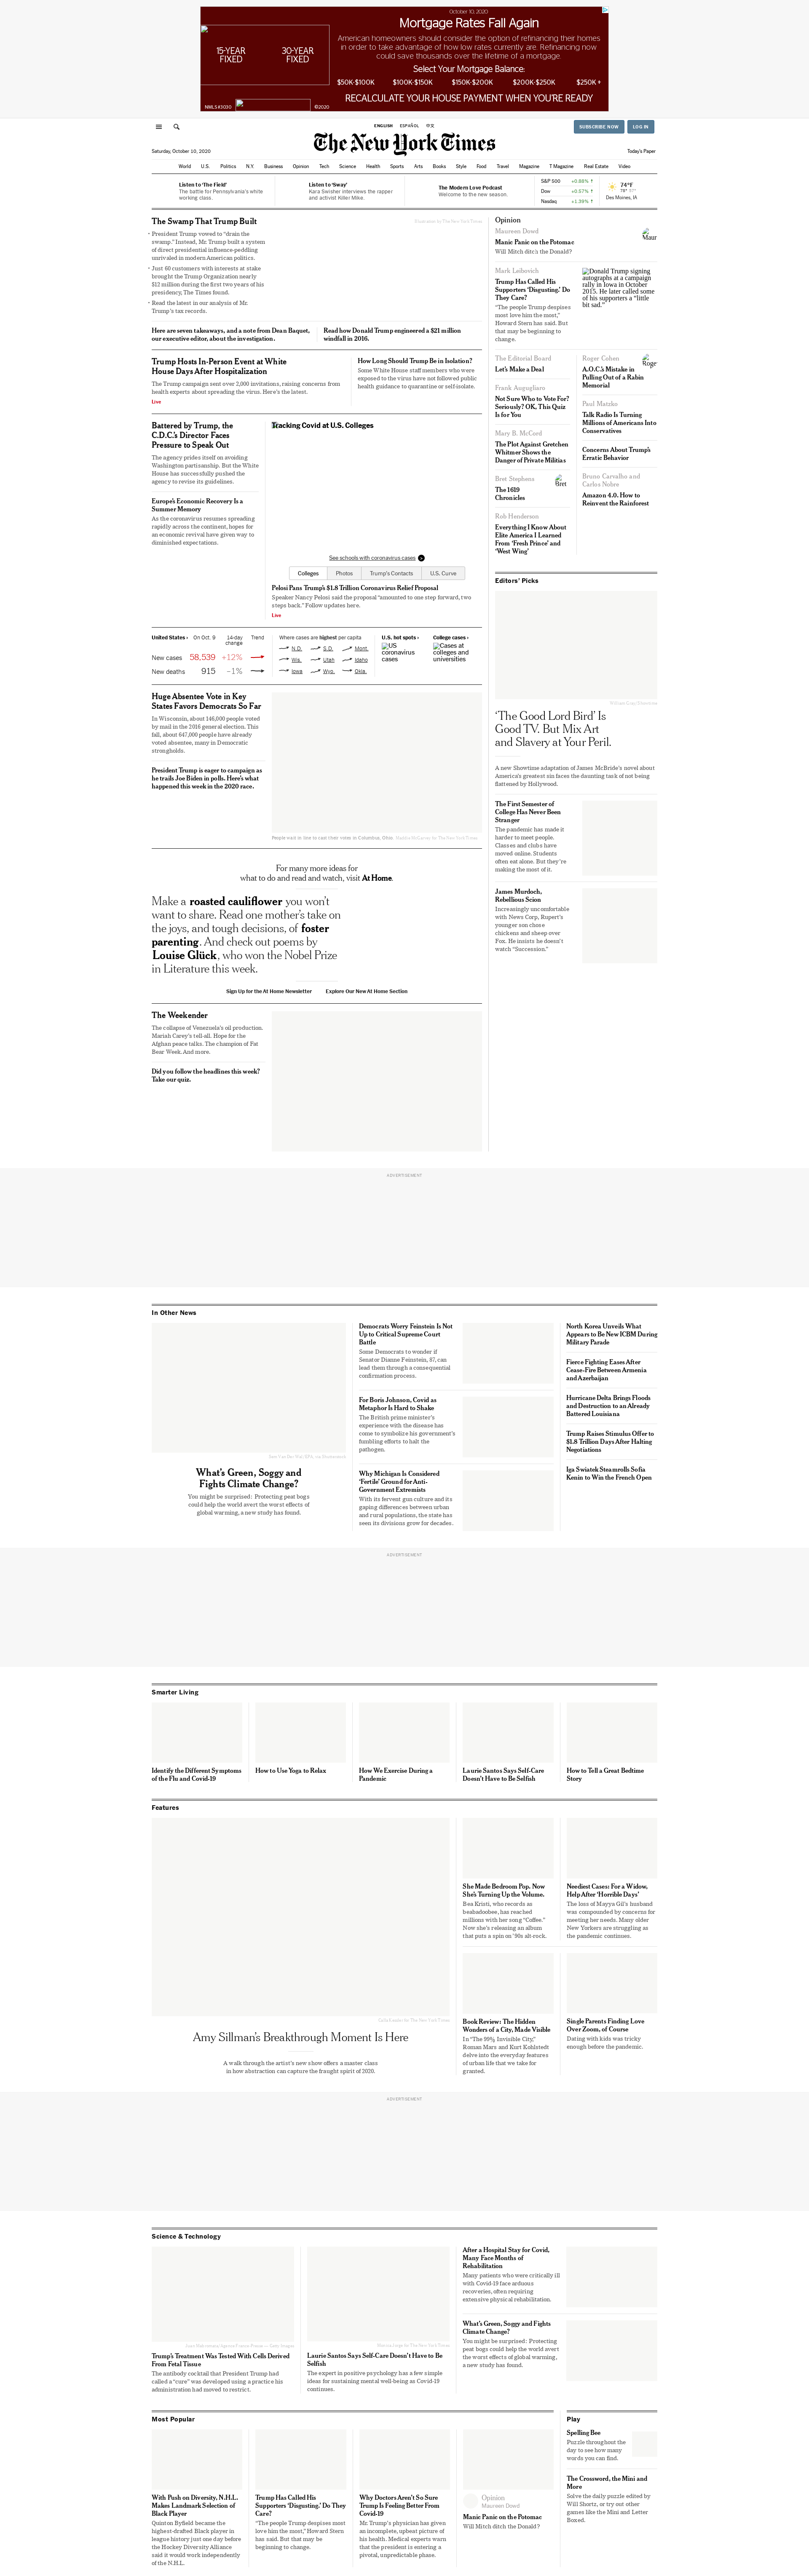 October 10, 2020
Mortgage Rates Fall Again
American homeowners should consider the option of refinancing their homes
in order to take advantage of how low rates currently are. Refinancing now
could save thousands over the lifetime of a mortgage.
15-YEAR FIXED
30-YEAR FIXED
Select Your Mortgage Balance:
$50K-$100K $100K-$150K $150K-$200K $200K-$250K $250K +
NMLS #3030 ©2020
RECALCULATE YOUR HOUSE PAYMENT WHEN YOU'RE READY
ENGLISH ESPAÑOL 中文
SUBSCRIBE NOW LOG IN
The New York Times
Saturday, October 10, 2020
Today's Paper
World U.S. Politics N.Y. Business Opinion Tech Science Health Sports Arts Books Style Food Travel Magazine T Magazine Real Estate Video
Listen to 'The Field'
The battle for Pennsylvania's white
working class.
Listen to 'Sway'
Kara Swisher interviews the rapper
and activist Killer Mike.
The Modern Love Podcast
Welcome to the new season.
S&P 500 +0.88% ↑
Dow +0.57% ↑
Nasdaq +1.39% ↑
74°F
Des Moines, IA
The Swamp That Trump Built
• President Trump vowed to “drain the
swamp.” Instead, Mr. Trump built a system
of direct presidential influence-peddling
unrivaled in modern American politics.
• Just 60 customers with interests at stake
brought the Trump Organization nearly
$12 million during the first two years of his
presidency, The Times found.
• Read the latest in our analysis of Mr.
Trump's tax records.
Illustration by The New York Times
Here are seven takeaways, and a note from Dean Baquet,
our executive editor, about the investigation.
Read how Donald Trump engineered a $21 million
windfall in 2016.
Trump Hosts In-Person Event at White
House Days After Hospitalization
The Trump campaign sent over 2,000 invitations, raising concerns from
health experts about spreading the virus. Here's the latest.
Live
How Long Should Trump Be in Isolation?
Some White House staff members who were
exposed to the virus have not followed public
health guidance to quarantine or self-isolate.
Battered by Trump, the
C.D.C.'s Director Faces
Pressure to Speak Out
The agency prides itself on avoiding
Washington partisanship. But the White
House has successfully pushed the
agency to revise its guidelines.
Europe's Economic Recovery Is a
Summer Memory
As the coronavirus resumes spreading
rapidly across the continent, hopes for
an economic revival have given way to
diminished expectations.
Tracking Covid at U.S. Colleges
See schools with coronavirus cases
Colleges Photos Trump's Contacts U.S. Curve
Pelosi Pans Trump's $1.8 Trillion Coronavirus Relief Proposal
Speaker Nancy Pelosi said the proposal “amounted to one step forward, two
steps back.” Follow updates here.
Live
United States › On Oct. 9 14-day change Trend
New cases 58,539 +12%
New deaths 915 −1%
Where cases are highest per capita
N.D. S.D. Mont.
Wis. Utah Idaho
Iowa Wyo. Okla.
U.S. hot spots ›
US coronavirus cases
College cases ›
Cases at colleges and universities
Huge Absentee Vote in Key
States Favors Democrats So Far
In Wisconsin, about 146,000 people voted
by mail in the 2016 general election. This
fall, about 647,000 people have already
voted absentee, many in Democratic
strongholds.
President Trump is eager to campaign as
he trails Joe Biden in polls. Here's what
happened this week in the 2020 race.
People wait in line to cast their votes in Columbus, Ohio.
For many more ideas for
what to do and read and watch, visit At Home.
Make a roasted cauliflower you won't
want to share. Read one mother's take on
the joys, and tough decisions, of foster
parenting. And check out poems by
Louise Glück, who won the Nobel Prize
in Literature this week.
Sign Up for the At Home Newsletter Explore Our New At Home Section
The Weekender
The collapse of Venezuela's oil production.
Mariah Carey's tell-all. Hope for the
Afghan peace talks. The champion of Fat
Bear Week. And more.
Did you follow the headlines this week?
Take our quiz.
Opinion
Maureen Dowd
Manic Panic on the Potomac
Will Mitch ditch the Donald?
Maur
Mark Leibovich
Trump Has Called His
Supporters ‘Disgusting.’ Do
They Care?
“The people Trump despises
most love him the most,”
Howard Stern has said. But
that may be beginning to
change.
Donald Trump signing
autographs at a campaign
rally in Iowa in October
2015. He later called some
of his supporters a “little
bit sad.”
The Editorial Board
Let's Make a Deal
Frank Augugliaro
Not Sure Who to Vote For?
Seriously? OK, This Quiz
Is for You
Mary B. McCord
The Plot Against Gretchen
Whitmer Shows the
Danger of Private Militias
Bret Stephens
The 1619
Chronicles
Bret
Rob Henderson
Everything I Know About
Elite America I Learned
From ‘Fresh Prince’ and
‘West Wing’
Roger Cohen
A.O.C.'s Mistake in
Pulling Out of a Rabin
Memorial
Roge
Paul Matzko
Talk Radio Is Turning
Millions of Americans Into
Conservatives
Concerns About Trump's
Erratic Behavior
Bruno Carvalho and
Carlos Nobre
Amazon 4.0. How to
Reinvent the Rainforest
Editors' Picks
William Gray/Showtime
‘The Good Lord Bird’ Is
Good TV. But Mix Art
and Slavery at Your Peril.
A new Showtime adaptation of James McBride's novel about
America's greatest sin faces the daunting task of not being
flattened by Hollywood.
The First Semester of
College Has Never Been
Stranger
The pandemic has made it
harder to meet people.
Classes and clubs have
moved online. Students
often eat alone. But they're
making the most of it.
James Murdoch,
Rebellious Scion
Increasingly uncomfortable
with News Corp, Rupert's
younger son chose
chickens and sheep over
Fox. He insists he doesn't
watch “Succession.”
ADVERTISEMENT
In Other News
What's Green, Soggy and
Fights Climate Change?
You might be surprised: Protecting peat bogs
could help the world avert the worst effects of
global warming, a new study has found.
Democrats Worry Feinstein Is Not
Up to Critical Supreme Court
Battle
Some Democrats to wonder if
Senator Dianne Feinstein, 87, can
lead them through a consequential
confirmation process.
For Boris Johnson, Covid as
Metaphor Is Hard to Shake
The British prime minister's
experience with the disease has
come to symbolize his government's
fumbling efforts to halt the
pathogen.
Why Michigan Is Considered
‘Fertile’ Ground for Anti-
Government Extremists
With its fervent gun culture and its
gaping differences between urban
and rural populations, the state has
seen its divisions grow for decades.
North Korea Unveils What
Appears to Be New ICBM During
Military Parade
Fierce Fighting Eases After
Cease-Fire Between Armenia
and Azerbaijan
Hurricane Delta Brings Floods
and Destruction to an Already
Battered Louisiana
Trump Raises Stimulus Offer to
$1.8 Trillion Days After Halting
Negotiations
Iga Swiatek Steamrolls Sofia
Kenin to Win the French Open
ADVERTISEMENT
Smarter Living
Identify the Different Symptoms
of the Flu and Covid-19
How to Use Yoga to Relax
How We Exercise During a
Pandemic
Laurie Santos Says Self-Care
Doesn't Have to Be Selfish
How to Tell a Great Bedtime
Story
Features
Amy Sillman's Breakthrough Moment Is Here
A walk through the artist's new show offers a master class
in how abstraction can capture the fraught spirit of 2020.
She Made Bedroom Pop. Now
She's Turning Up the Volume.
Bea Kristi, who records as
beabadoobee, has reached
millions with her song “Coffee.”
Now she's releasing an album
that puts a spin on '90s alt-rock.
Neediest Cases: For a Widow,
Help After ‘Horrible Days’
The loss of Mayya Gil's husband
was compounded by concerns for
meeting her needs. Many older
New Yorkers are struggling as
the pandemic continues.
Book Review: The Hidden
Wonders of a City, Made Visible
In “The 99% Invisible City,”
Roman Mars and Kurt Kohlstedt
delve into the everyday features
of urban life that we take for
granted.
Single Parents Finding Love
Over Zoom, of Course
Dating with kids was tricky
enough before the pandemic.
ADVERTISEMENT
Science & Technology
Trump's Treatment Was Tested With Cells Derived
From Fetal Tissue
The antibody cocktail that President Trump had
called a “cure” was developed using a practice his
administration had moved to restrict.
Laurie Santos Says Self-Care Doesn't Have to Be
Selfish
The expert in positive psychology has a few simple
ideas for sustaining mental well-being as Covid-19
continues.
After a Hospital Stay for Covid,
Many Face Months of
Rehabilitation
Many patients who were critically ill
with Covid-19 face arduous
recoveries, often requiring
extensive physical rehabilitation.
What's Green, Soggy and Fights
Climate Change?
You might be surprised: Protecting
peat bogs could help the world avert
the worst effects of global warming,
a new study has found.
Most Popular
With Push on Diversity, N.H.L.
Makes Landmark Selection of
Black Player
Quinton Byfield became the
highest-drafted Black player in
league history just one day before
the Hockey Diversity Alliance
said it would work independently
of the N.H.L.
Trump Has Called His
Supporters ‘Disgusting.’ Do They
Care?
“The people Trump despises most
love him the most,” Howard Stern
has said. But that may be
beginning to change.
Why Doctors Aren't So Sure
Trump Is Feeling Better From
Covid-19
Mr. Trump's physician has given
an incomplete, upbeat picture of
his health. Medical experts warn
that the president is entering a
pivotal, unpredictable phase.
Opinion
Maureen Dowd
Manic Panic on the Potomac
Will Mitch ditch the Donald?
Play
Spelling Bee
Puzzle throughout the
day to see how many
words you can find.
The Crossword, the Mini and
More
Solve the daily puzzle edited by
Will Shortz, or try out other
games like the Mini and Letter
Boxed.